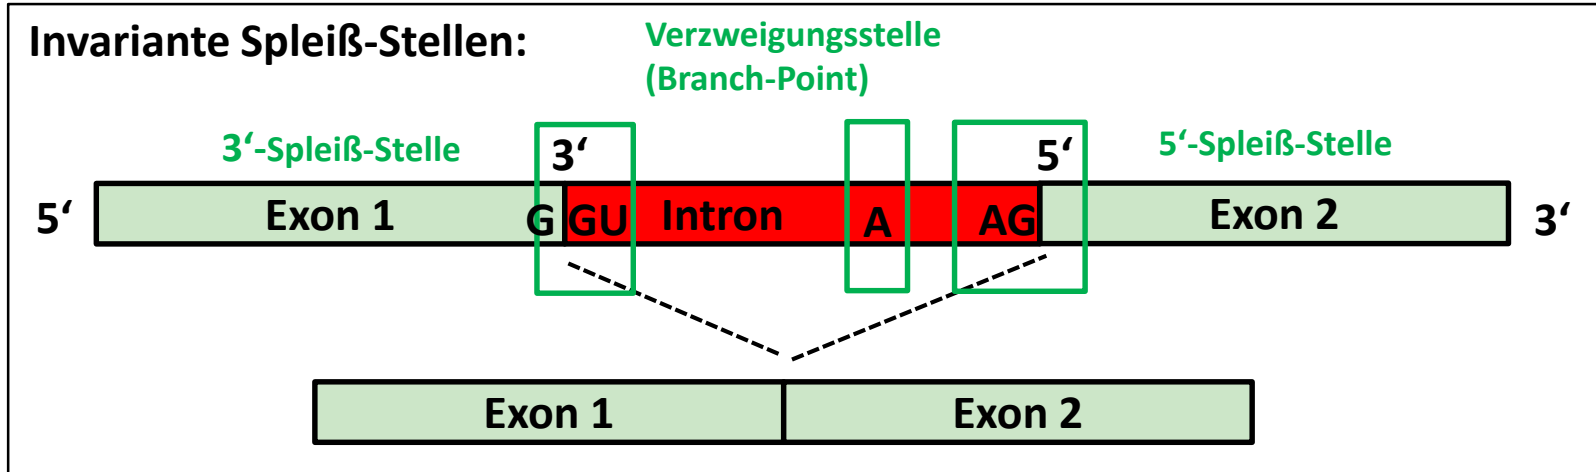 Invariante Spleiß-Stellen:
Verzweigungsstelle
(Branch-Point)
3‘-Spleiß-Stelle
3‘
5‘
5‘-Spleiß-Stelle
5‘
Exon 1
G
GU
Intron
A
AG
Exon 2
3‘
Exon 1
Exon 2